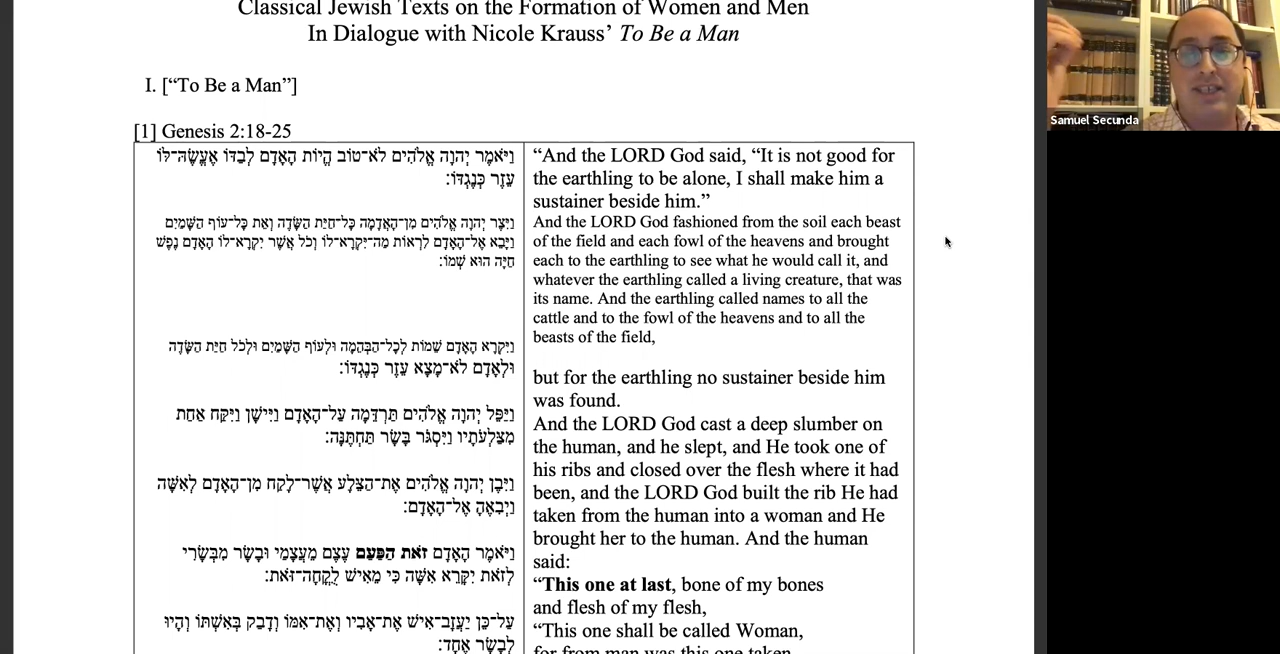 Classical Jewish Texts on the Formation of Women and Men
In Dialogue with Nicole Krauss’ To Be a Man
I. [“To Be a Man”]
[1] Genesis 2:18-25
וַיֹּאמֶר יְהוָה אֱלֹהִים לֹא־טוֹב הֱיוֹת הָאָדָם לְבַדּוֹ אֶעֱשֶׂהּ־לּוֹ
עֵזֶר כְּנֶגְדּוֹ׃
וַיִּצֶר יְהוָה אֱלֹהִים מִן־הָאֲדָמָה כָּל־חַיַּת הַשָּׂדֶה וְאֵת כָּל־עוֹף הַשָּׁמַיִם
וַיָּבֵא אֶל־הָאָדָם לִרְאוֹת מַה־יִּקְרָא־לוֹ וְכֹל אֲשֶׁר יִקְרָא־לוֹ הָאָדָם נֶפֶשׁ
חַיָּה הוּא שְׁמוֹ׃
וַיִּקְרָא הָאָדָם שֵׁמוֹת לְכָל־הַבְּהֵמָה וּלְעוֹף הַשָּׁמַיִם וּלְכֹל חַיַּת הַשָּׂדֶה
וּלְאָדָם לֹא־מָצָא עֵזֶר כְּנֶגְדּוֹ׃
וַיַּפֵּל יְהוָה אֱלֹהִים תַּרְדֵּמָה עַל־הָאָדָם וַיִּישָׁן וַיִּקַּח אַחַת
מִצַּלְעֹתָיו וַיִּסְגֹּר בָּשָׂר תַּחְתֶּנָּה׃
וַיִּבֶן יְהוָה אֱלֹהִים אֶת־הַצֵּלָע אֲשֶׁר־לָקַח מִן־הָאָדָם לְאִשָּׁה
וַיְבִאֶהָ אֶל־הָאָדָם׃
וַיֹּאמֶר הָאָדָם זֹאת הַפַּעַם עֶצֶם מֵעֲצָמַי וּבָשָׂר מִבְּשָׂרִי
לְזֹאת יִקָּרֵא אִשָּׁה כִּי מֵאִישׁ לֻקֳחָה־זֹּאת׃
עַל־כֵּן יַעֲזָב־אִישׁ אֶת־אָבִיו וְאֶת־אִמּוֹ וְדָבַק בְּאִשְׁתּוֹ וְהָיוּ
לְבָשָׂר אֶחָד׃
“And the LORD God said, “It is not good for
the earthling to be alone, I shall make him a
sustainer beside him.”
And the LORD God fashioned from the soil each beast
of the field and each fowl of the heavens and brought
each to the earthling to see what he would call it, and
whatever the earthling called a living creature, that was
its name. And the earthling called names to all the
cattle and to the fowl of the heavens and to all the
beasts of the field,
but for the earthling no sustainer beside him
was found.
And the LORD God cast a deep slumber on
the human, and he slept, and He took one of
his ribs and closed over the flesh where it had
been, and the LORD God built the rib He had
taken from the human into a woman and He
brought her to the human. And the human
said:
“This one at last, bone of my bones
and flesh of my flesh,
“This one shall be called Woman,
for from man was this one taken
Samuel Secunda